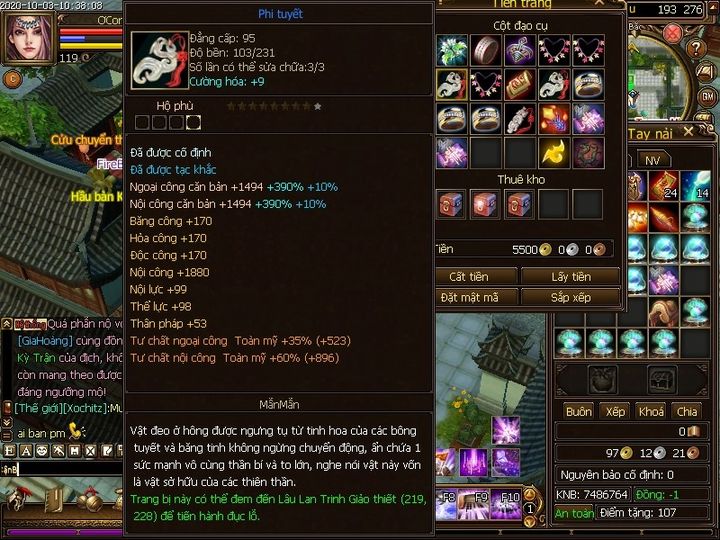 2020-10-03-10:38:08
119
Cửu chuyển th
FireE
Hầu bàn K
Phi tuyết
Đẳng cấp: 95
Độ bền: 103/231
Số lần có thể sửa chữa:3/3
Cường hóa: +9
Hộ phù
Đã được cố định
Đã được tạc khắc
Ngoại công căn bản +1494 +390% +10%
Nội công căn bản +1494 +390% +10%
Băng công +170
Hỏa công +170
Độc công +170
Nội công +1880
Nội lực +99
Thể lực +98
Thân pháp +53
Tư chất ngoại công Toàn mỹ +35% (+523)
Tư chất nội công Toàn mỹ +60% (+896)
MắnMắn
Vật đeo ở hông được ngưng tụ từ tinh hoa của các bông
tuyết và băng tinh không ngừng chuyển động, ẩn chứa 1
sức mạnh vô cùng thần bí và to lớn, nghe nói vật này vốn
là vật sở hữu của các thiên thần.
Trang bị này có thể đem đến Lâu Lan Trinh Giảo thiết (219,
228) để tiến hành đục lỗ.
Quá phẫn nộ v
[GiaHoàng] cùng đồn
Kỳ Trận của địch, khô
còn mang theo được
đáng ngưỡng mộ!
[Thế giới][Xochitz]:Mu
ai ban pm
Tiền trang
Cột đạo cụ
Thuê kho
Tiền 5500 0 0
Cất tiền
Lấy tiền
Đặt mật mã
Sắp xếp
193 276
GM
Tay nải
NV
24
14
Buôn
Xếp
Khoá
Chia
0
97 12 21
Nguyên bảo cố định: 0
KNB: 7486764
Đồng: -1
An toàn
Điểm tặng: 107
F8
F9
F10
1